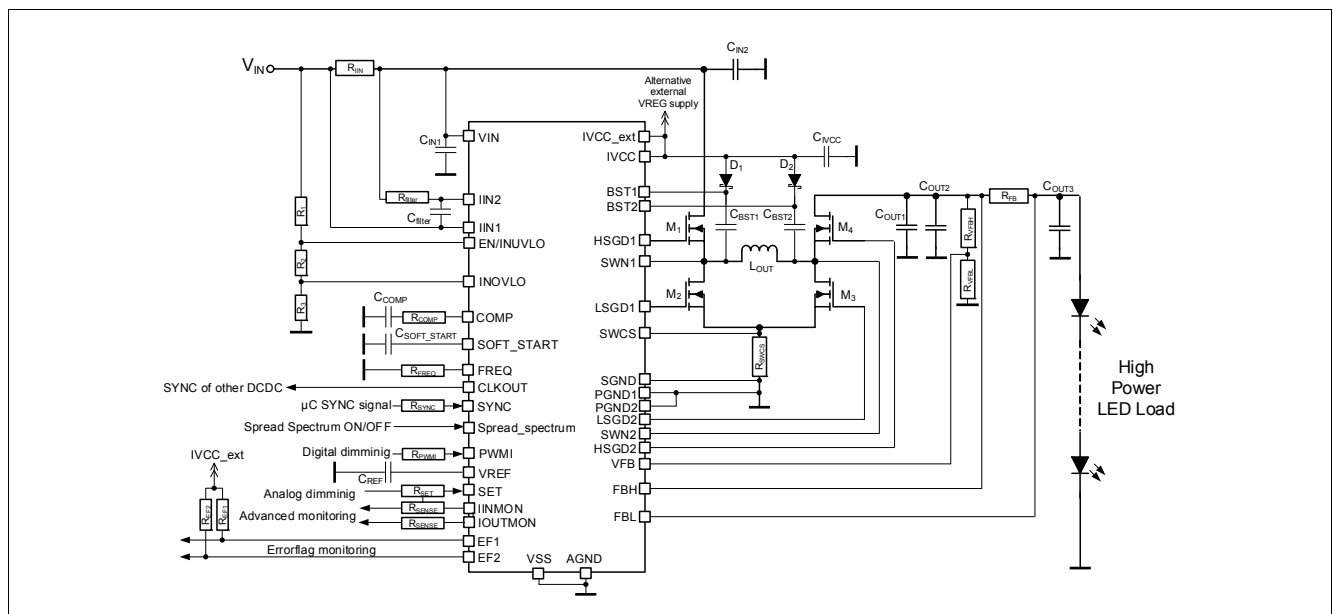 CIN2
VIN
RIIN
Alternative
external
VREG supply
CIN1
VIN
IVCC_ext
IVCC
CIVCC
D1
D2
BST1
BST2
Rfilter
IIN2
Cfilter
IIN1
R1
EN/INUVLO
R2
INOVLO
R3
CBST1
CBST2
COUT1
COUT2
RFB
COUT3
RVFBH
RVFBL
M1
M4
HSGD1
SWN1
LOUT
M2
M3
LSGD1
SWCS
RSWCS
CCOMP
RCOMP
COMP
CSOFT_START
SOFT_START
RFREQ
FREQ
SGND
PGND1
PGND2
LSGD2
SWN2
HSGD2
VFB
FBH
FBL
High
Power
LED Load
SYNC of other DCDC
CLKOUT
µC SYNC signal
RSYNC
SYNC
Spread Spectrum ON/OFF
Spread_spectrum
IVCC_ext
Digital dimminig
RPWMI
PWMI
CREF
VREF
Analog dimminig
RSET
SET
RSENSE
IINMON
Advanced monitoring
RSENSE
IOUTMON
REF2
REF1
EF1
Errorflag monitoring
EF2
VSS
AGND